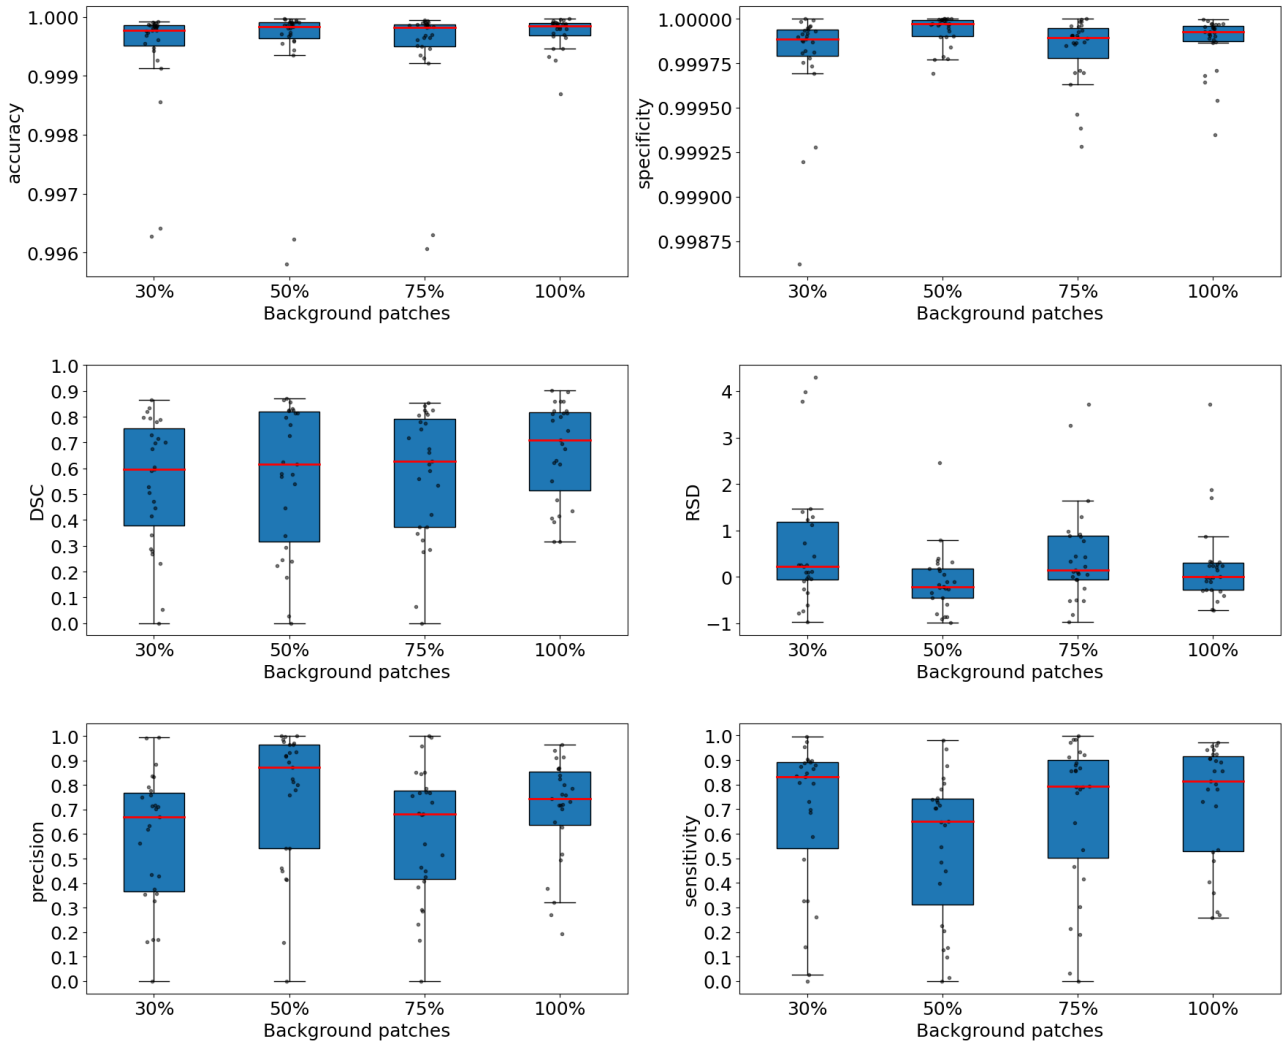 accuracy
1.000
0.999
0.998
0.997
0.996
30% 50% 75% 100%
Background patches
specificity
1.00000
0.99975
0.99950
0.99925
0.99900
0.99875
30% 50% 75% 100%
Background patches
DSC
1.0
0.9
0.8
0.7
0.6
0.5
0.4
0.3
0.2
0.1
0.0
30% 50% 75% 100%
Background patches
RSD
4
3
2
1
0
−1
30% 50% 75% 100%
Background patches
precision
1.0
0.9
0.8
0.7
0.6
0.5
0.4
0.3
0.2
0.1
0.0
30% 50% 75% 100%
Background patches
sensitivity
1.0
0.9
0.8
0.7
0.6
0.5
0.4
0.3
0.2
0.1
0.0
30% 50% 75% 100%
Background patches